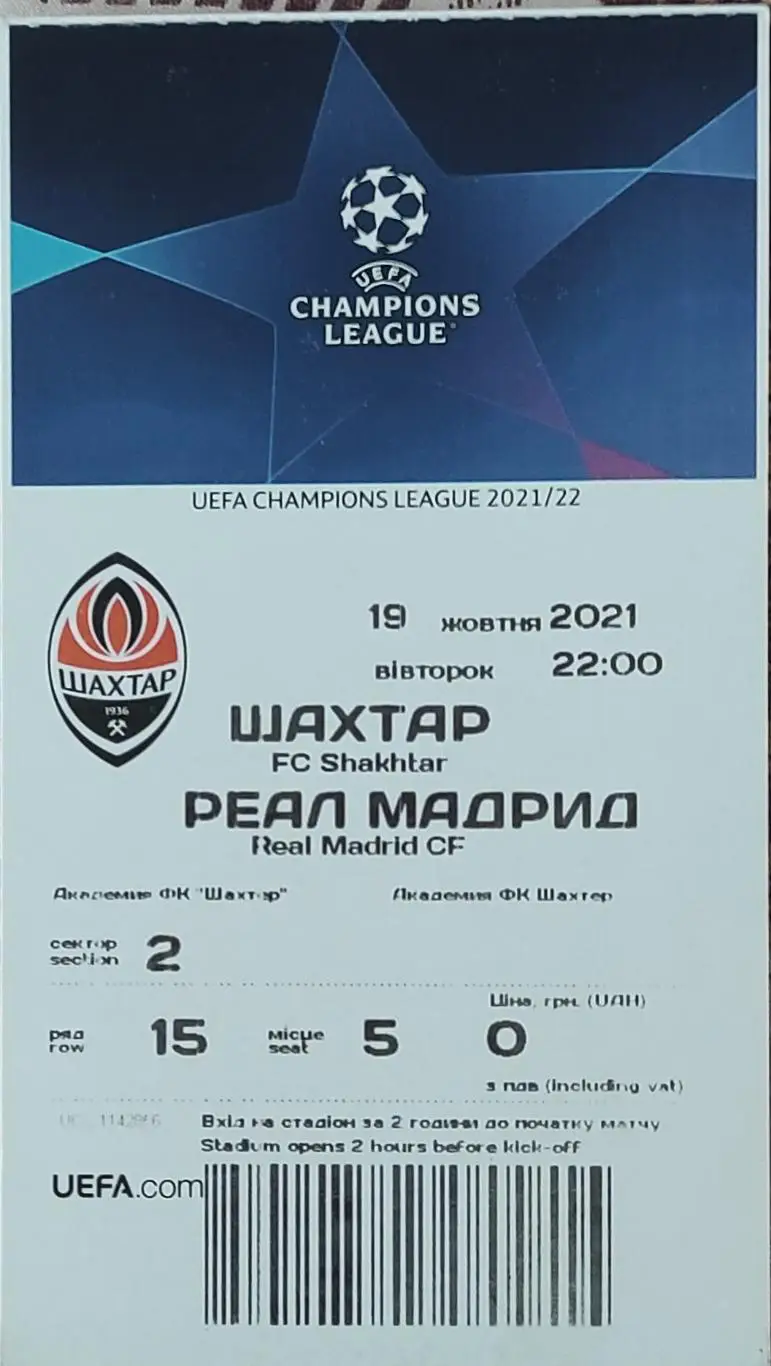 UEFA
CHAMPIONS
LEAGUE
UEFA CHAMPIONS LEAGUE 2021/22
ШАХТАР
1936
19 жовтня 2021
вівторок 22:00
ШАХТАР
FC Shakhtar
РЕАЛ МАДРИД
Real Madrid CF
Академия ФК "Шахтар" Академия ФК Шахтер
сектор
section 2
Ціна, грн. (UAH)
ряд
row 15 місце
seat 5 0
з пдв (including vat)
Вхід на стадіон за 2 години до початку матчу
Stadium opens 2 hours before kick-off
UEFA.com